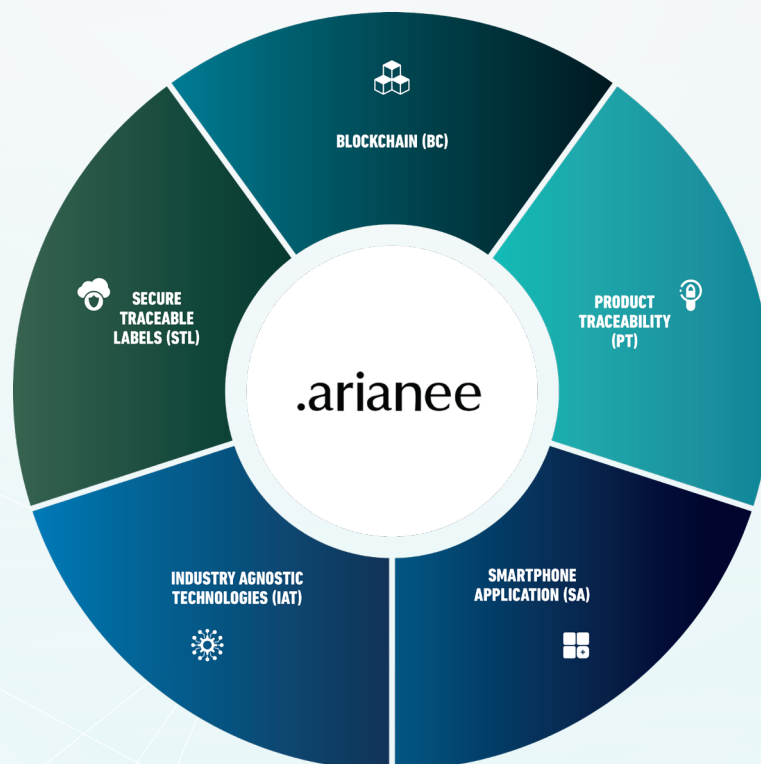 BLOCKCHAIN (BC)
SECURE
TRACEABLE
LABELS (STL)
PRODUCT
TRACEABILITY
(PT)
.arianee
INDUSTRY AGNOSTIC
TECHNOLOGIES (IAT)
SMARTPHONE
APPLICATION (SA)